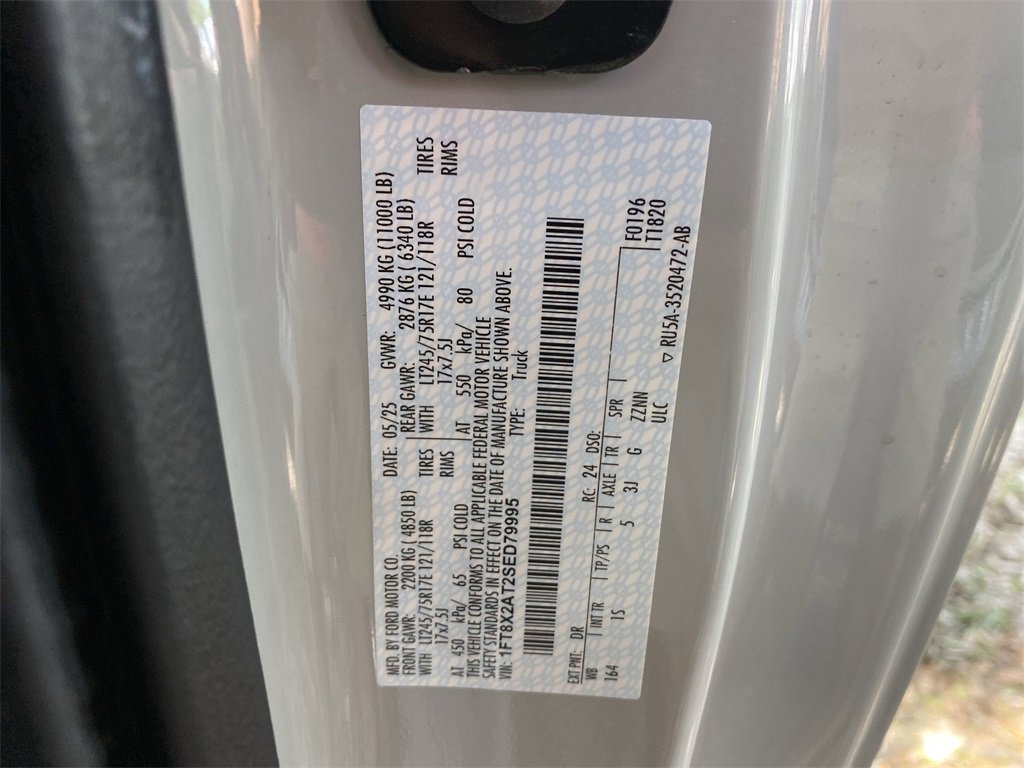 MFD. BY FORD MOTOR CO. DATE: 05/25 GVWR: 4990 KG (11000 LB)
FRONT GAWR: 2200 KG ( 4850 LB) REAR GAWR: 2876 KG ( 6340 LB)
WITH LT245/75R17E 121/118R TIRES WITH LT245/75R17E 121/118R TIRES
17x7.5J RIMS 17x7.5J RIMS
AT 450 kPa/ 65 PSI COLD AT 550 kPa/ 80 PSI COLD
THIS VEHICLE CONFORMS TO ALL APPLICABLE FEDERAL MOTOR VEHICLE
SAFETY STANDARDS IN EFFECT ON THE DATE OF MANUFACTURE SHOWN ABOVE.
VIN: 1FT8X2AT2SED79995 TYPE: Truck
EXT PNT: DR RC: 24 DSO: F0196
WB INTTR TP/PS R AXLE TR SPR T1820
164 15 5 3J G ZZNN
ULC
▽ RU5A-3520472-AB